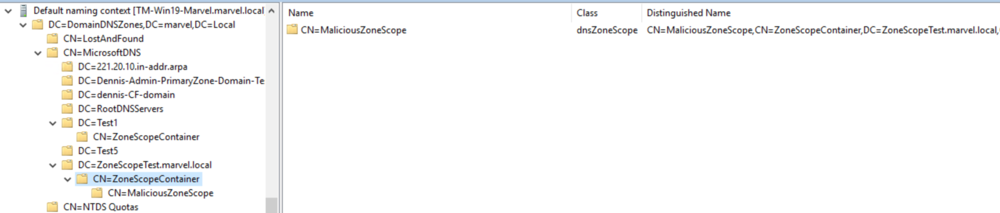 Default naming context [TM-Win19-Marvel.marvel.local
DC=DomainDNSZones,DC=marvel,DC=Local
CN=LostAndFound
CN=MicrosoftDNS
DC=221.20.10.in-addr.arpa
DC=Dennis-Admin-PrimaryZone-Domain-Te
DC=dennis-CF-domain
DC=RootDNSServers
DC=Test1
CN=ZoneScopeContainer
DC=Test5
DC=ZoneScopeTest.marvel.local
CN=ZoneScopeContainer
CN=MaliciousZoneScope
CN=NTDS Quotas
Name Class Distinguished Name
CN=MaliciousZoneScope dnsZoneScope CN=MaliciousZoneScope,CN=ZoneScopeContainer,DC=ZoneScopeTest.marvel.local,